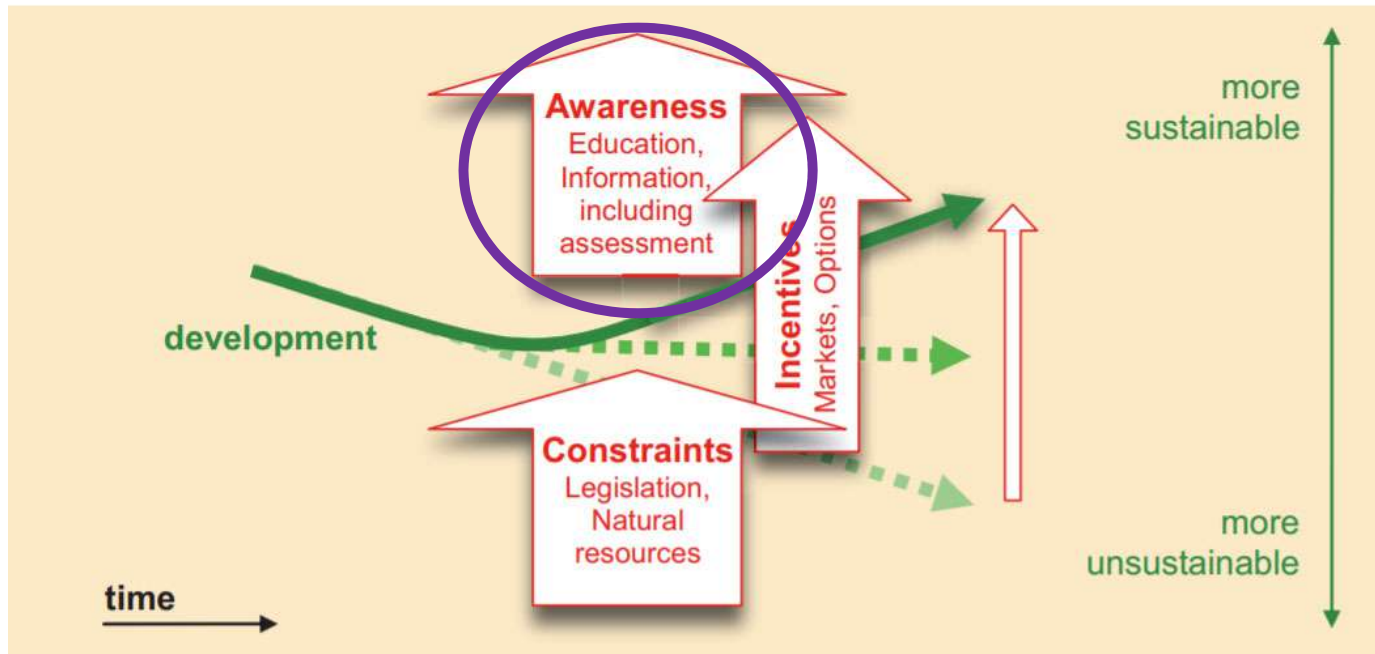 Awareness
Education,
Information,
including
assessment
more
sustainable
Incentives
Markets, Options
development
Constraints
Legislation,
Natural
resources
more
unsustainable
time